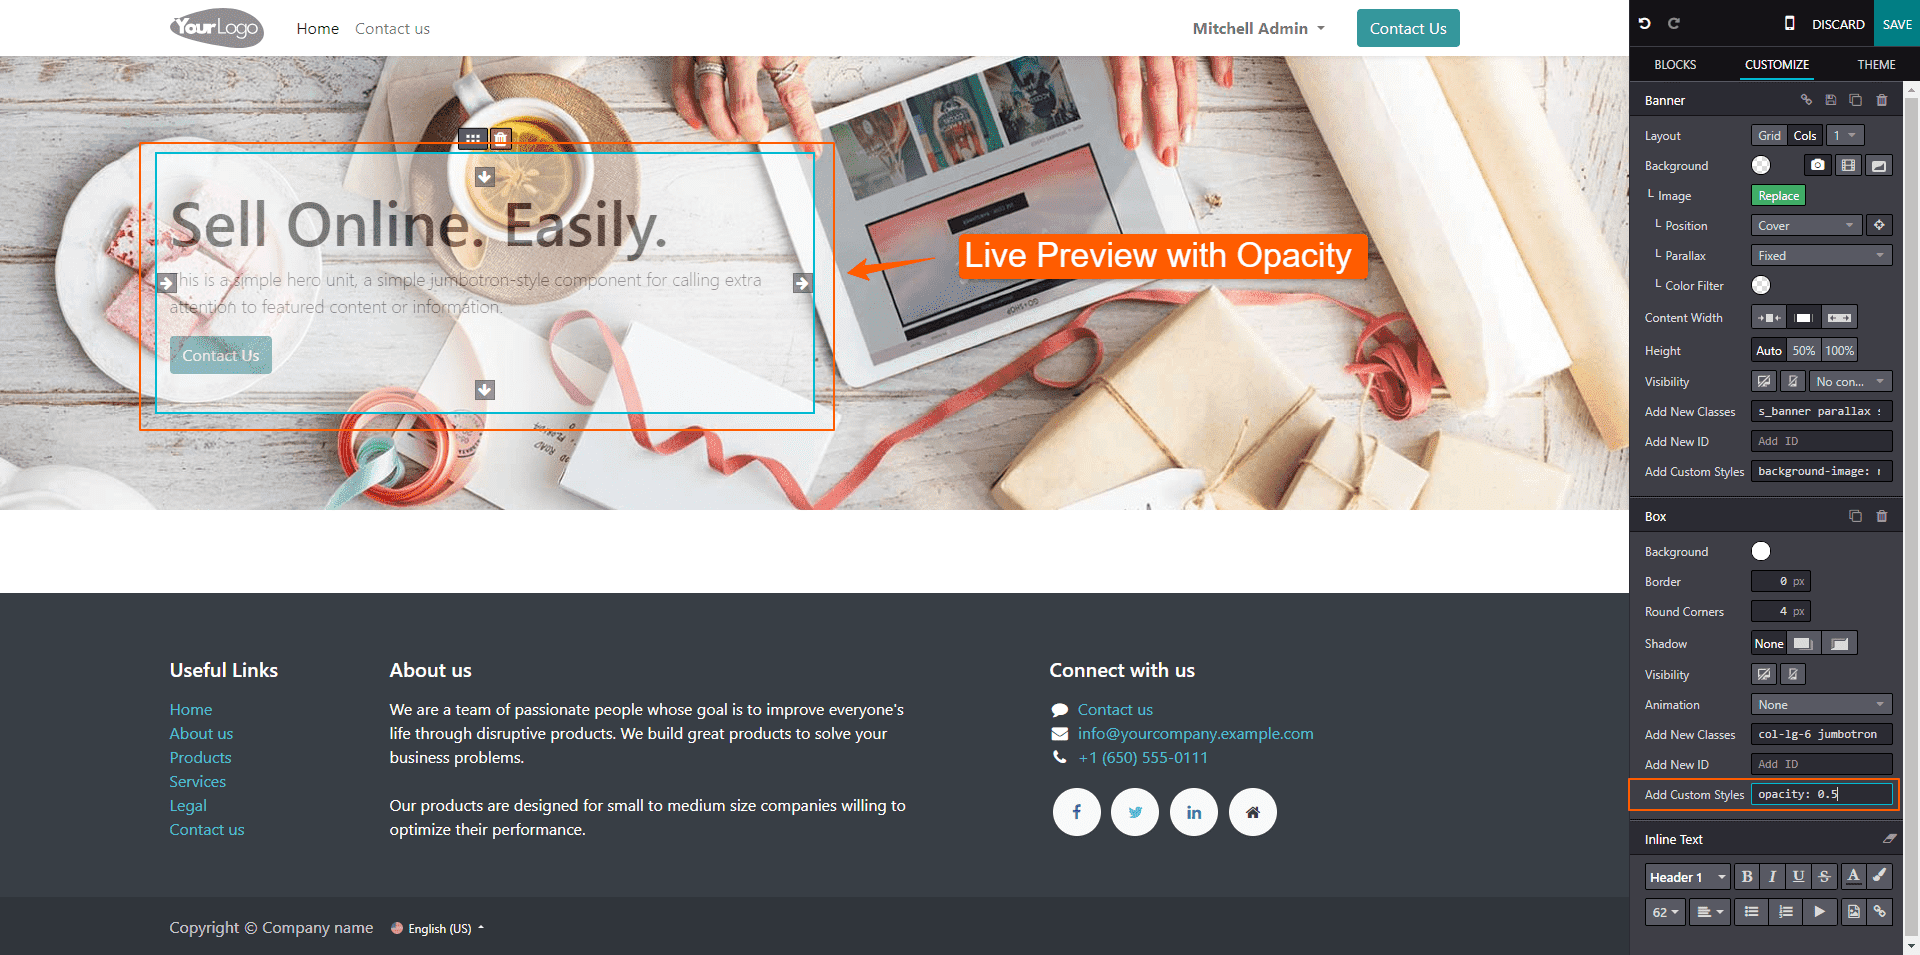 YourLogo
Home Contact us
Mitchell Admin
Contact Us
DISCARD SAVE
BLOCKS CUSTOMIZE THEME
Sell Online. Easily.
This is a simple hero unit, a simple jumbotron-style component for calling extra
attention to featured content or information.
Contact Us
Live Preview with Opacity
Banner
Layout Grid Cols 1
Background
└ Image Replace
└ Position Cover
└ Parallax Fixed
└ Color Filter
Content Width
Height Auto 50% 100%
Visibility No con...
Add New Classes s_banner parallax s
Add New ID Add ID
Add Custom Styles background-image:
Box
Background
Border 0 px
Round Corners 4 px
Shadow None
Visibility
Animation None
Add New Classes col-lg-6 jumbotron
Add New ID Add ID
Add Custom Styles opacity: 0.5
Inline Text
Header 1 B I U S A
62
Useful Links
Home
About us
Products
Services
Legal
Contact us
About us
We are a team of passionate people whose goal is to improve everyone's
life through disruptive products. We build great products to solve your
business problems.
Our products are designed for small to medium size companies willing to
optimize their performance.
Connect with us
Contact us
info@yourcompany.example.com
+1 (650) 555-0111
Copyright © Company name English (US)